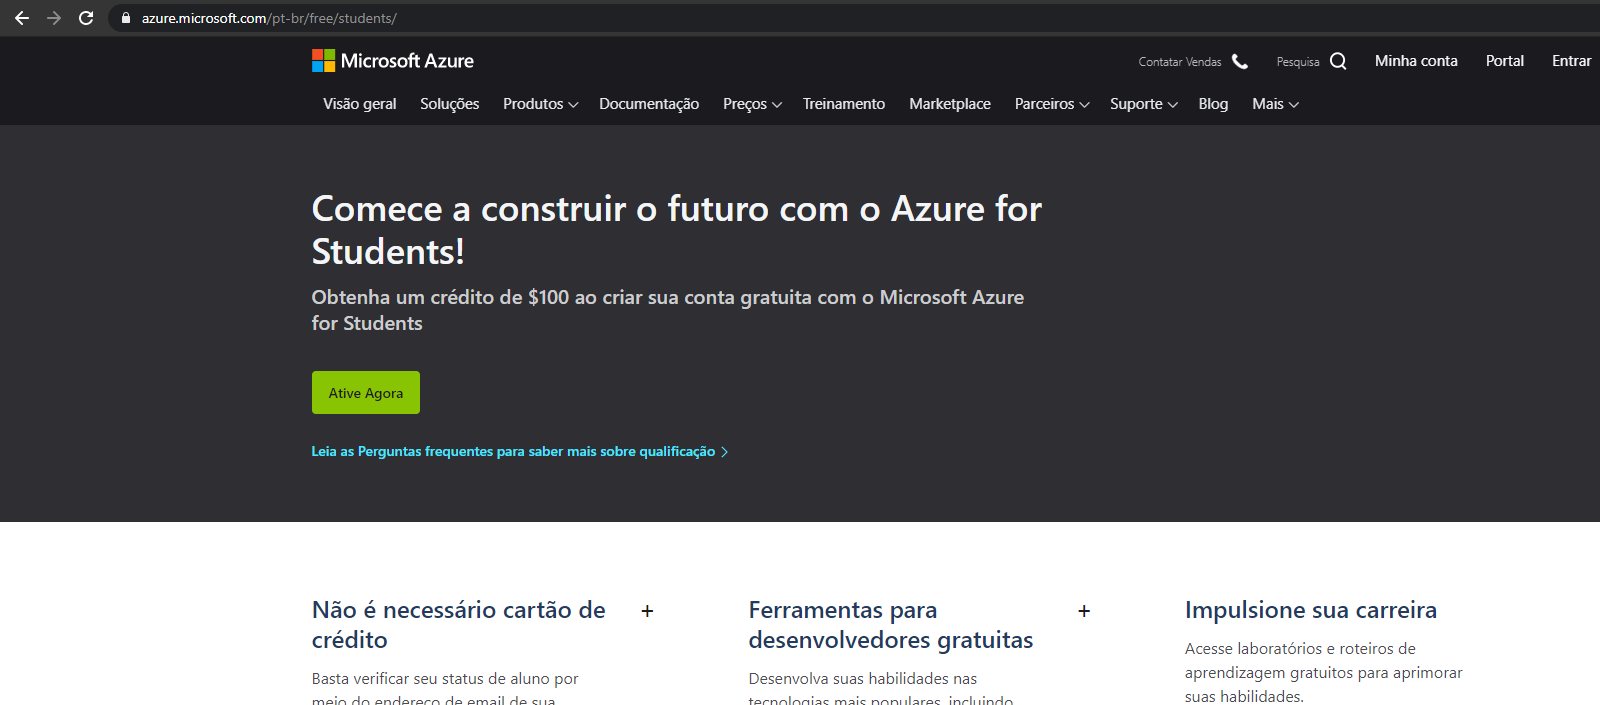 azure.microsoft.com/pt-br/free/students/
Microsoft Azure
Contatar Vendas
Pesquisa
Minha conta
Portal
Entrar
Visão geral
Soluções
Produtos
Documentação
Preços
Treinamento
Marketplace
Parceiros
Suporte
Blog
Mais
Comece a construir o futuro com o Azure for
Students!
Obtenha um crédito de $100 ao criar sua conta gratuita com o Microsoft Azure
for Students
Ative Agora
Leia as Perguntas frequentes para saber mais sobre qualificação
Não é necessário cartão de
crédito
+
Basta verificar seu status de aluno por
meio do endereço de email de sua
Ferramentas para
desenvolvedores gratuitas
+
Desenvolva suas habilidades nas
tecnologias mais populares, incluindo
Impulsione sua carreira
Acesse laboratórios e roteiros de
aprendizagem gratuitos para aprimorar
suas habilidades.